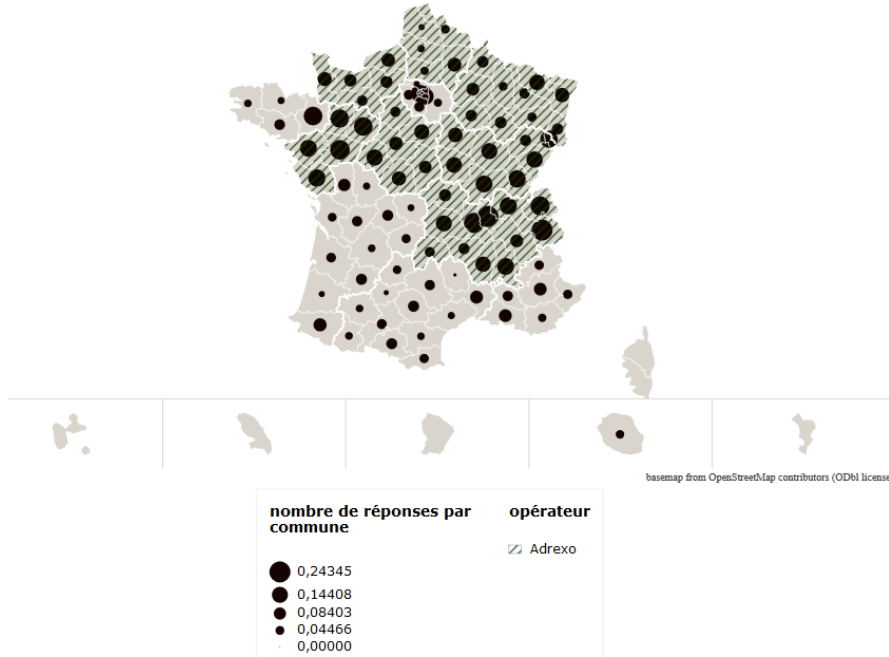 basemap from OpenStreetMap contributors (ODbl license
nombre de réponses par
commune
opérateur
Adrexo
0,24345
0,14408
0,08403
0,04466
0,00000